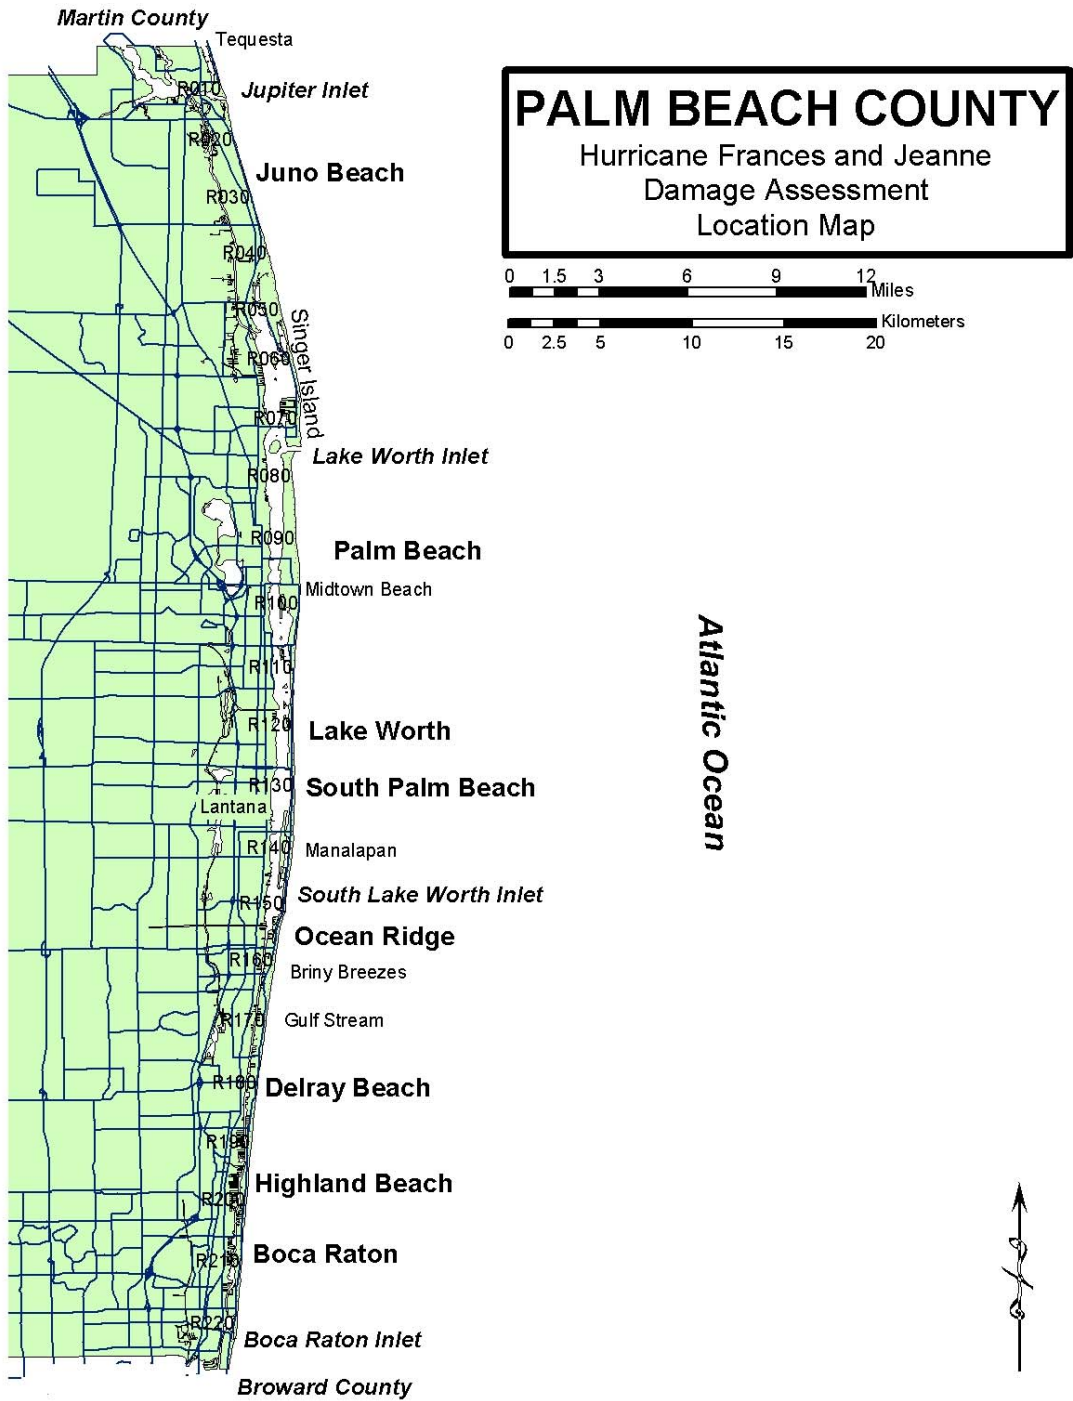 Martin County
Tequesta
R010
Jupiter Inlet
PALM BEACH COUNTY
Hurricane Frances and Jeanne
Damage Assessment
Location Map
R020
Juno Beach
R030
R040
0 1.5 3 6 9 12
Miles
Kilometers
0 2.5 5 10 15 20
R050
Singer Island
R060
R070
Lake Worth Inlet
R080
R090
Palm Beach
Midtown Beach
R100
Atlantic Ocean
R110
R120
Lake Worth
R130
South Palm Beach
Lantana
R140
Manalapan
South Lake Worth Inlet
R150
Ocean Ridge
R160
Briny Breezes
R170
Gulf Stream
R180
Delray Beach
R190
Highland Beach
R200
Boca Raton
R210
R220
Boca Raton Inlet
Broward County